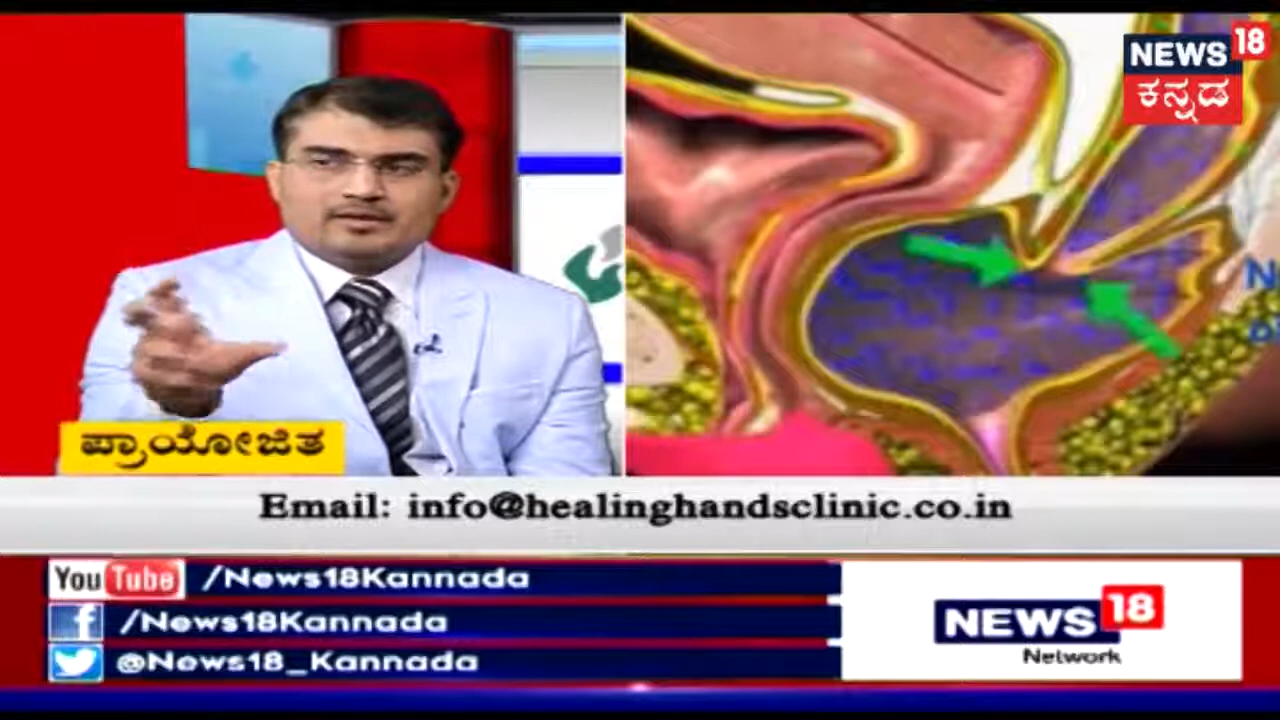 NEWS 18
ಕನ್ನಡ
ಪ್ರಾಯೋಜಿತ
Email: info@healinghandsclinic.co.in
YouTube /News18Kannada
f /News18Kannada
@News18_Kannada
NEWS 18
Network